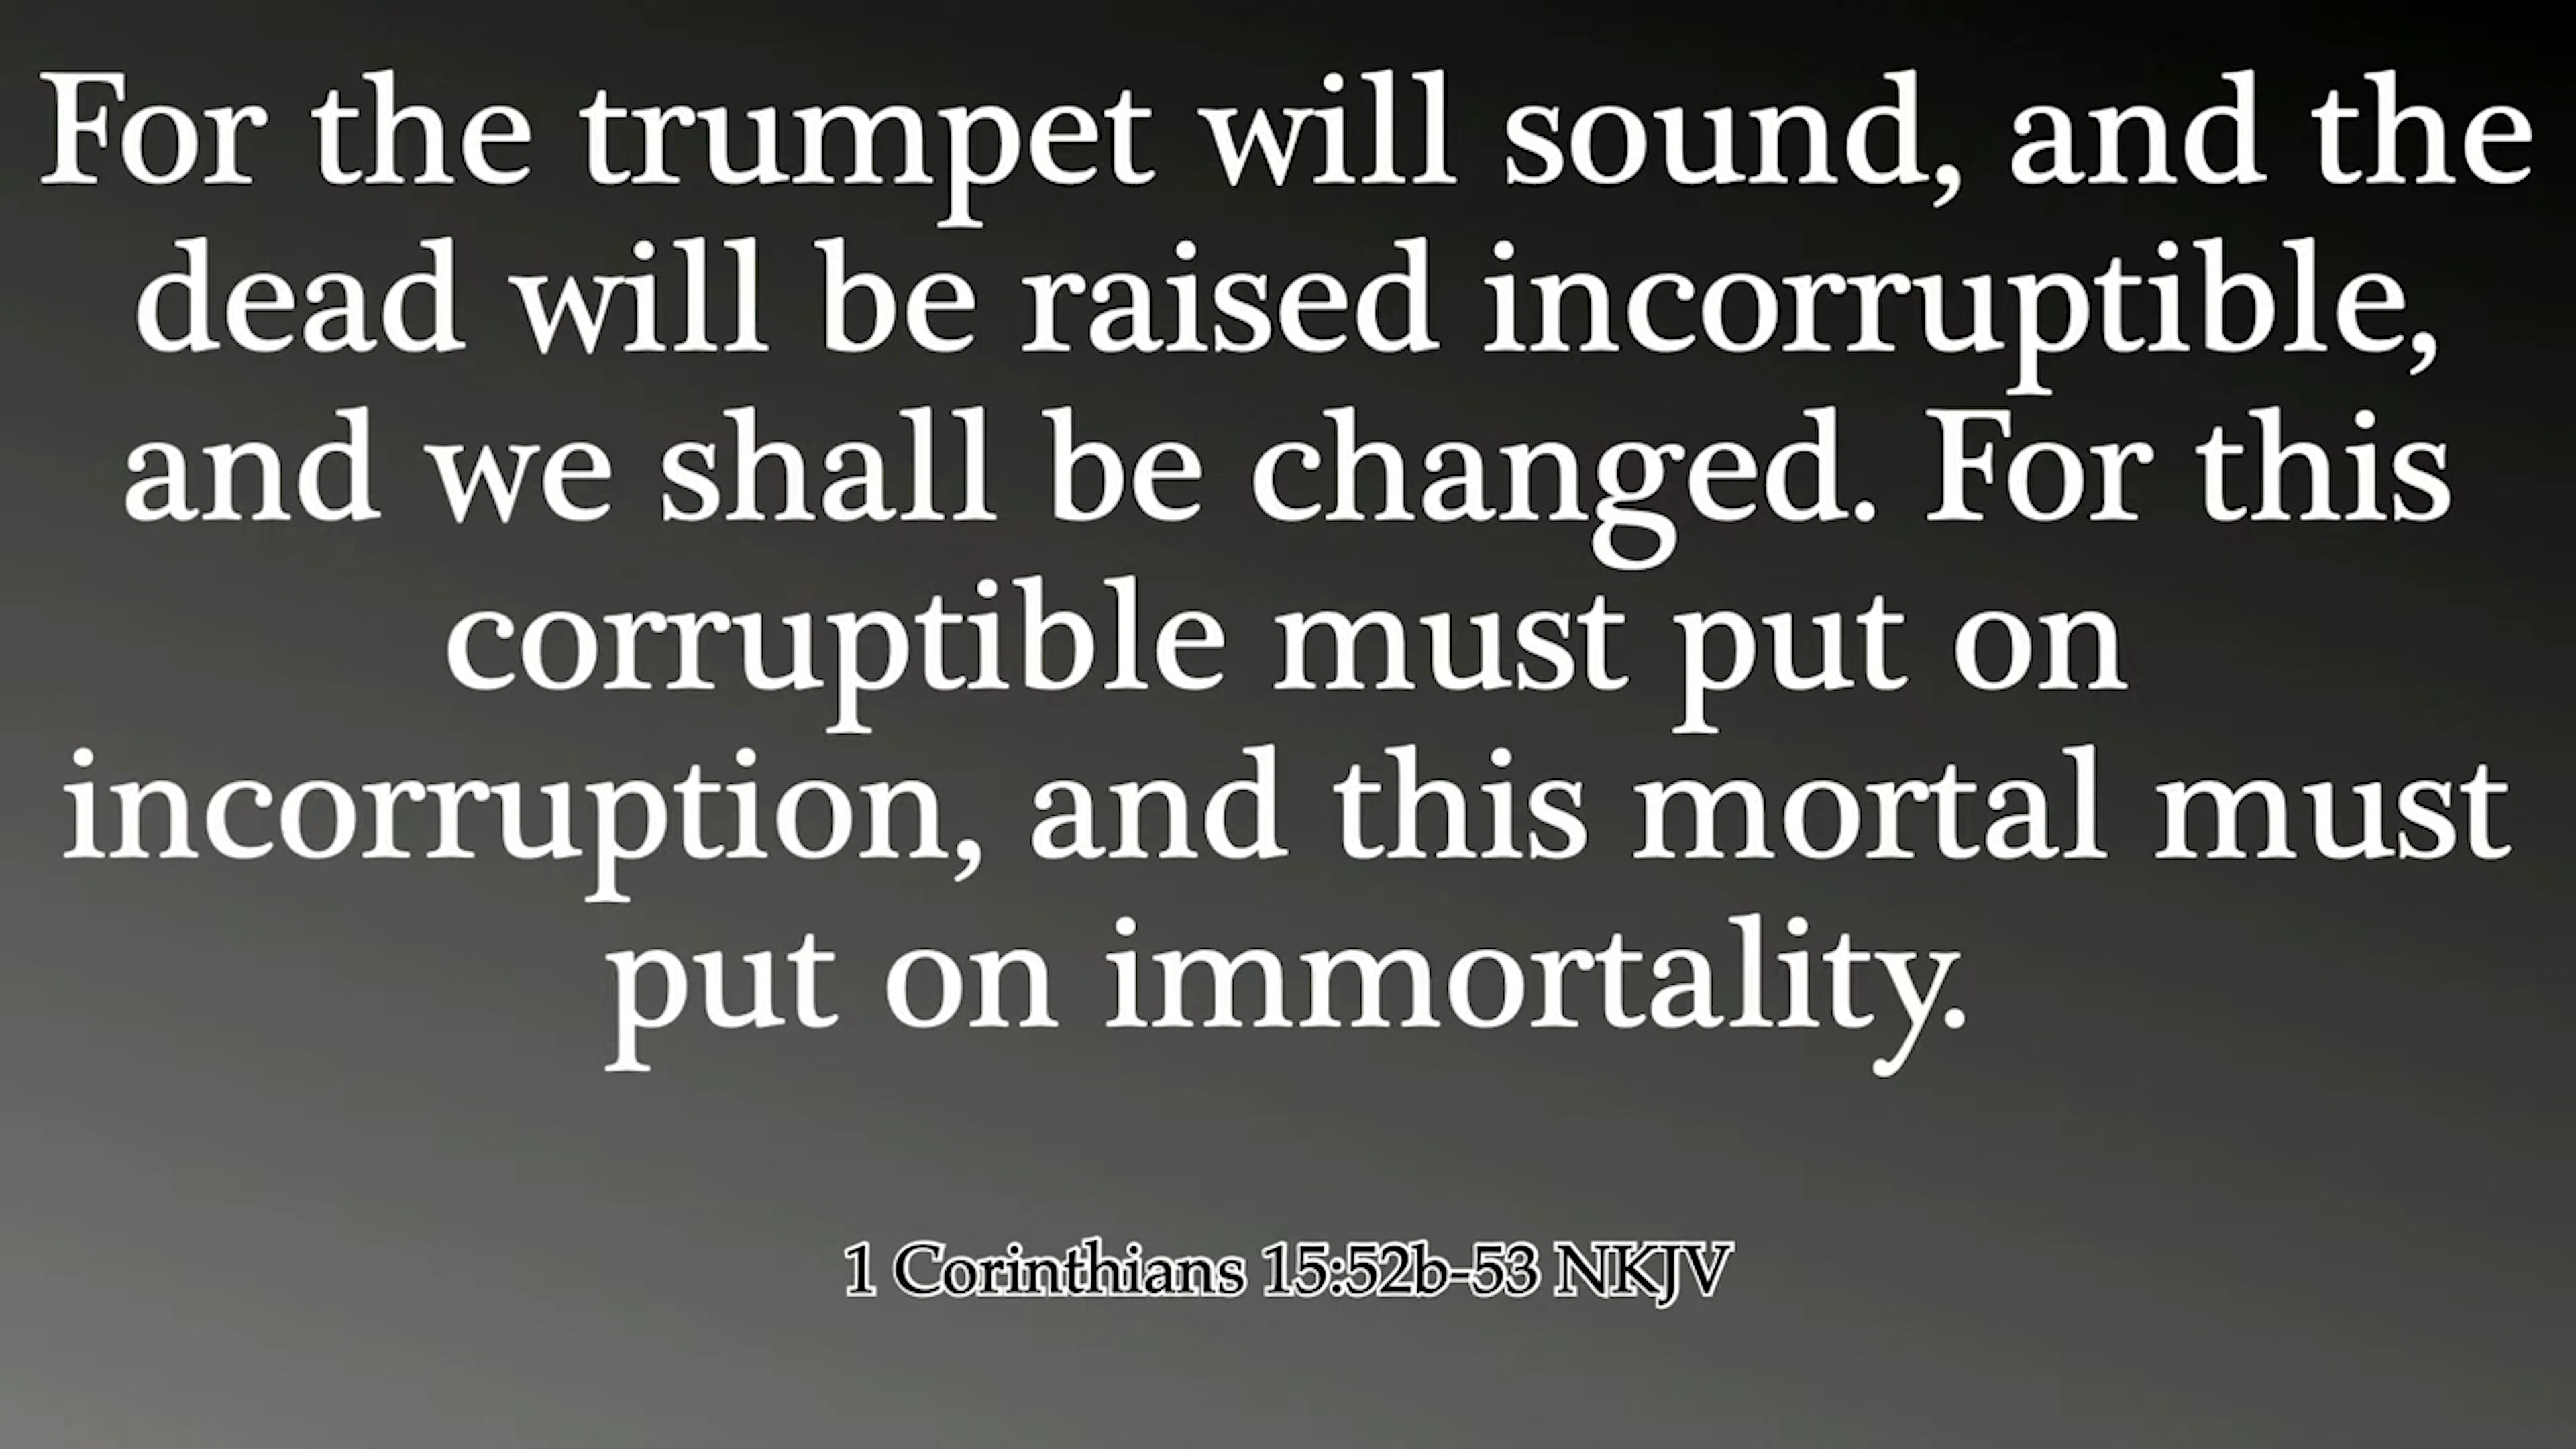 For the trumpet will sound, and the
dead will be raised incorruptible,
and we shall be changed. For this
corruptible must put on
incorruption, and this mortal must
put on immortality.
1 Corinthians 15:52b-53 NKJV